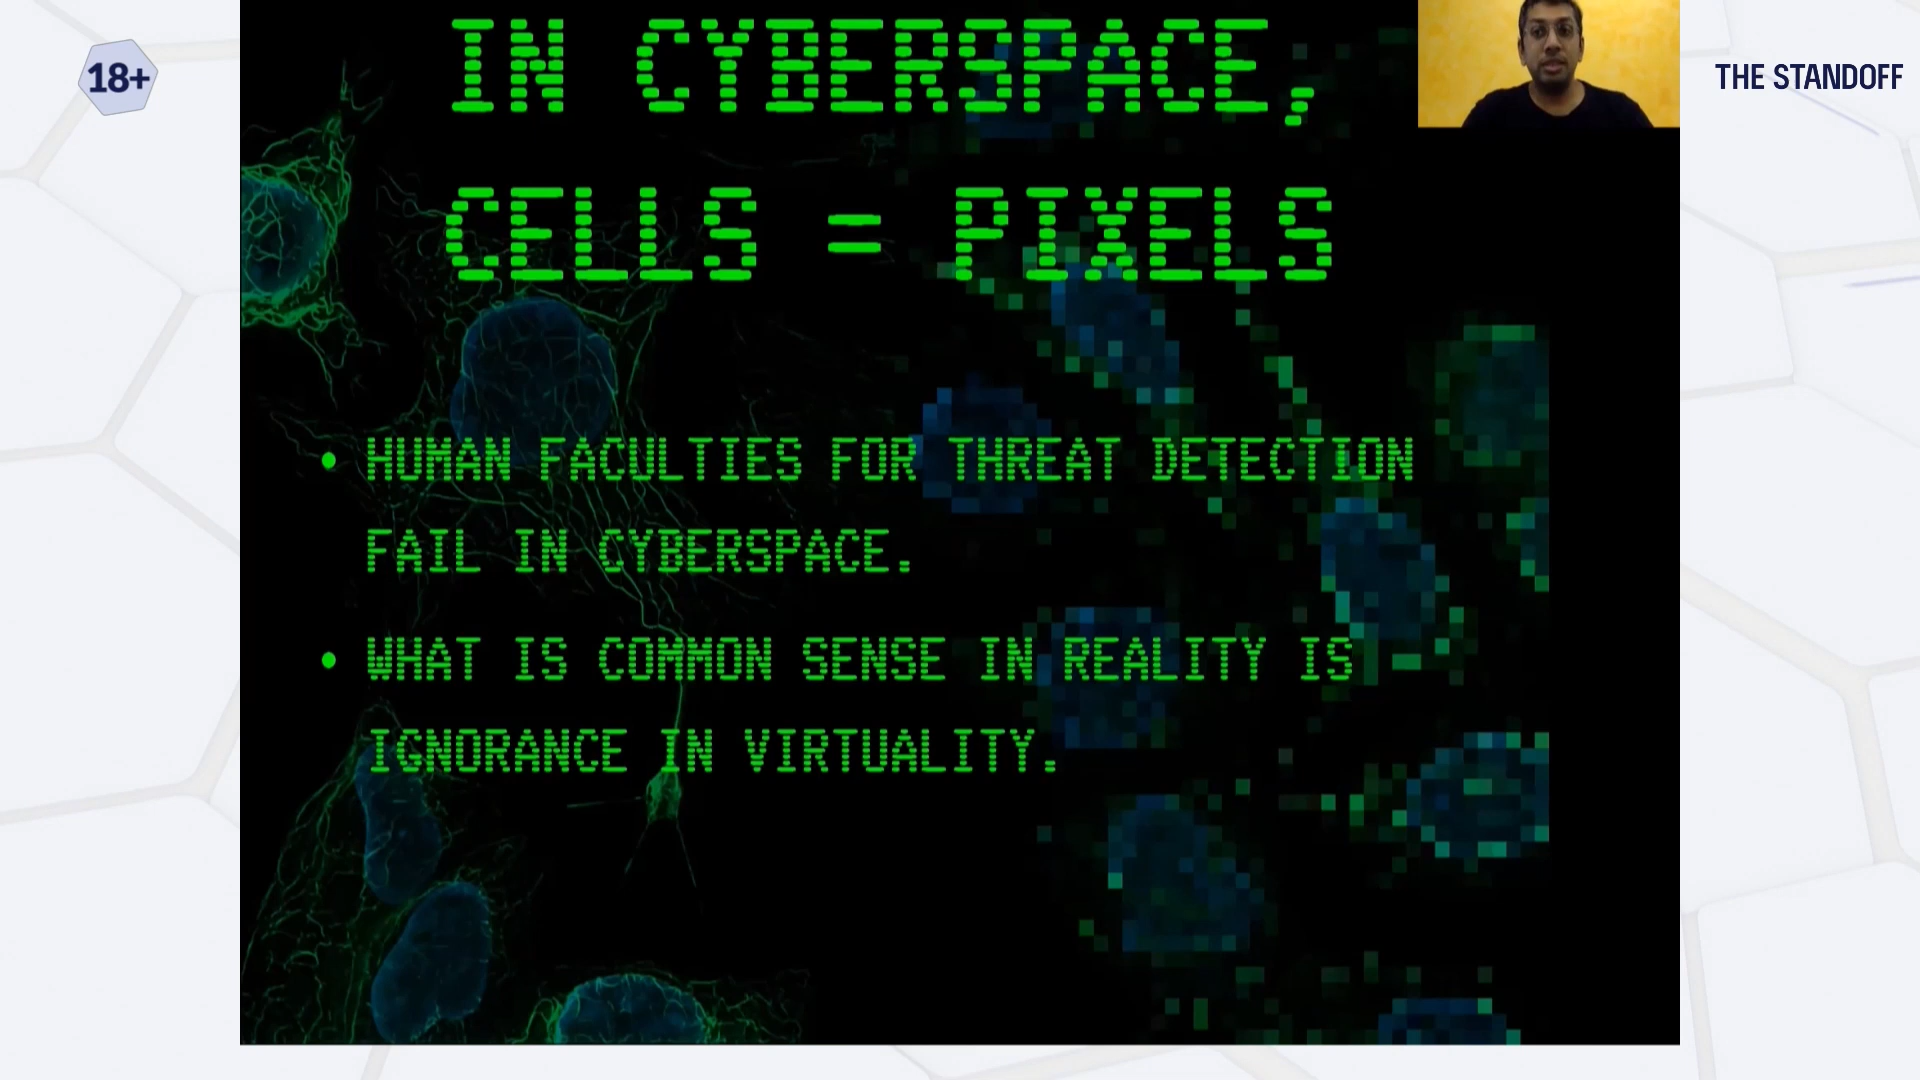 IN CYBERSPACE,
CELLS = PIXELS
18+
THE STANDOFF
• HUMAN FACULTIES FOR THREAT DETECTION
FAIL IN CYBERSPACE.
• WHAT IS COMMON SENSE IN REALITY IS
IGNORANCE IN VIRTUALITY.